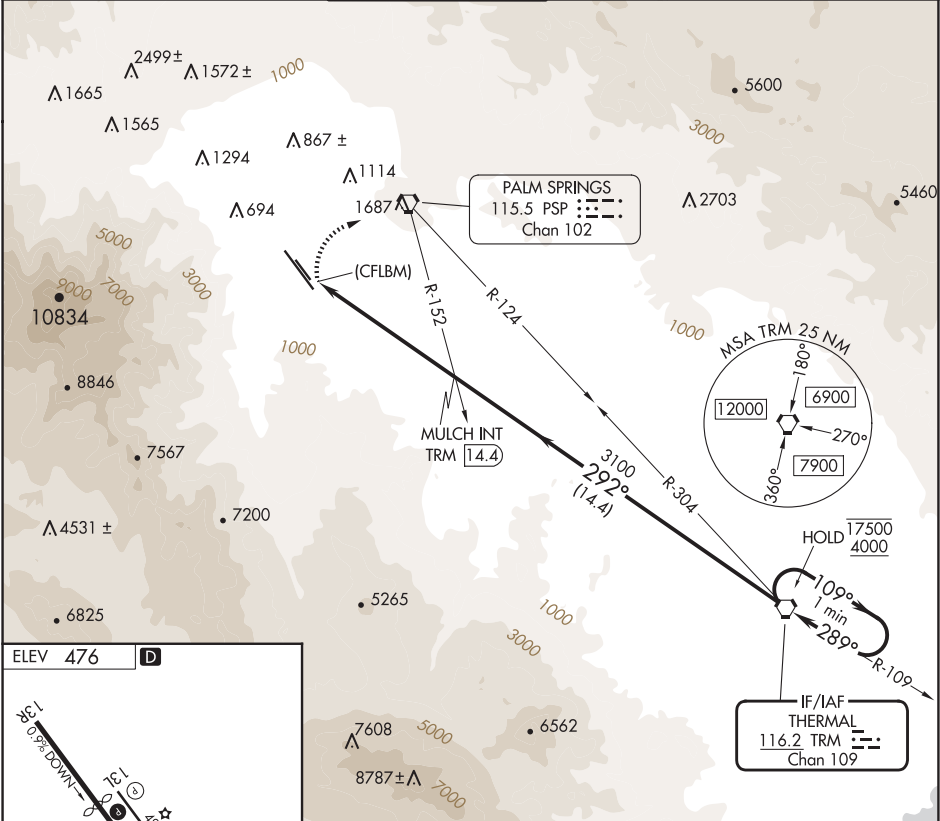 2499±
1572±
1000
1665
1565
1294
867 ±
1114
694
1687
5600
3000
2703
5460
PALM SPRINGS
115.5 PSP
Chan 102
5000
9000
7000
3000
10834
(CFLBM)
R-152
R-124
1000
1000
8846
MULCH INT
TRM 14.4
7567
7200
4531 ±
6825
3100
292°
(14.4)
R-304
MSA TRM 25 NM
180°
12000
6900
270°
360°
7900
HOLD 17500
4000
109°
1 min
289°
R-109
5265
1000
3000
IF/IAF
THERMAL
116.2 TRM
Chan 109
6562
7608
5000
8787±
7000
ELEV 476
D
13R
0.9% DOWN
13L
P
P